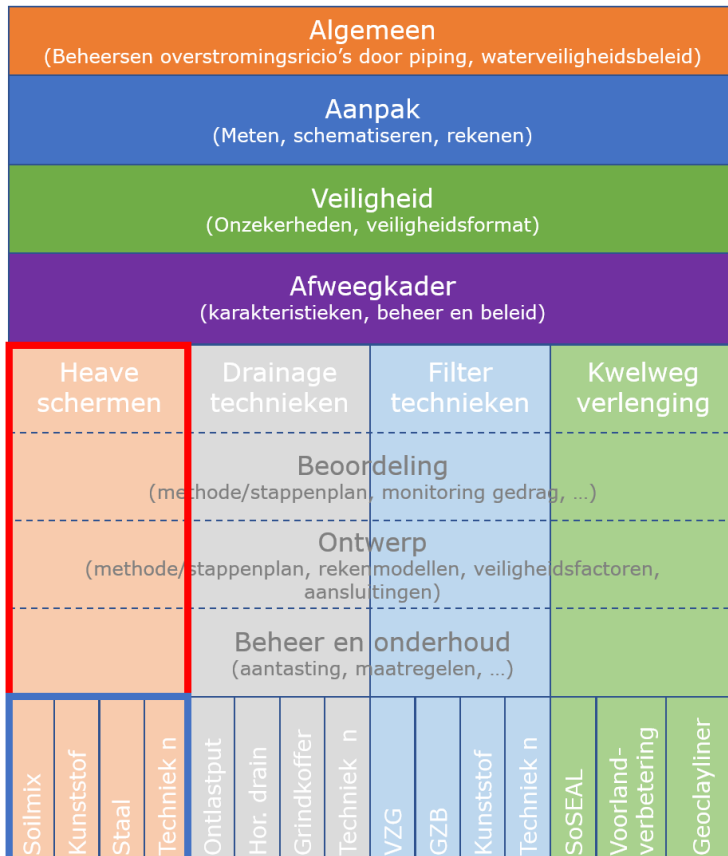 Algemeen
(Beheersen overstromingsricio's door piping, waterveiligheidsbeleid)
Aanpak
(Meten, schematiseren, rekenen)
Veiligheid
(Onzekerheden, veiligheidsformat)
Afweegkader
(karakteristieken, beheer en beleid)
Heave
schermen
Drainage
technieken
Filter
technieken
Kwelweg
verlenging
Beoordeling
(methode/stappenplan, monitoring gedrag, ...)
Ontwerp
(methode/stappenplan, rekenmodellen, veiligheidsfactoren,
aansluitingen)
Beheer en onderhoud
(aantasting, maatregelen, ...)
Soilmix
Kunststof
Staal
Techniek n
Ontlastput
Hor. drain
Grindkoffer
Techniek n
VZG
GZB
Kunststof
Techniek n
SoSEAL
Voorland-
verbetering
Geoclayliner